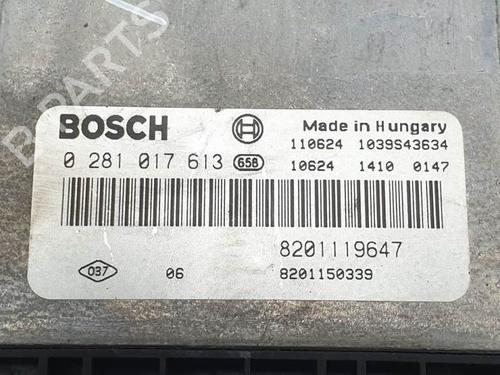 B-PARTS
BOSCH
Made in Hungary
110624 1039S43634
0 281 017 613 658
10624 1410 0147
8201119647
037 06 8201150339